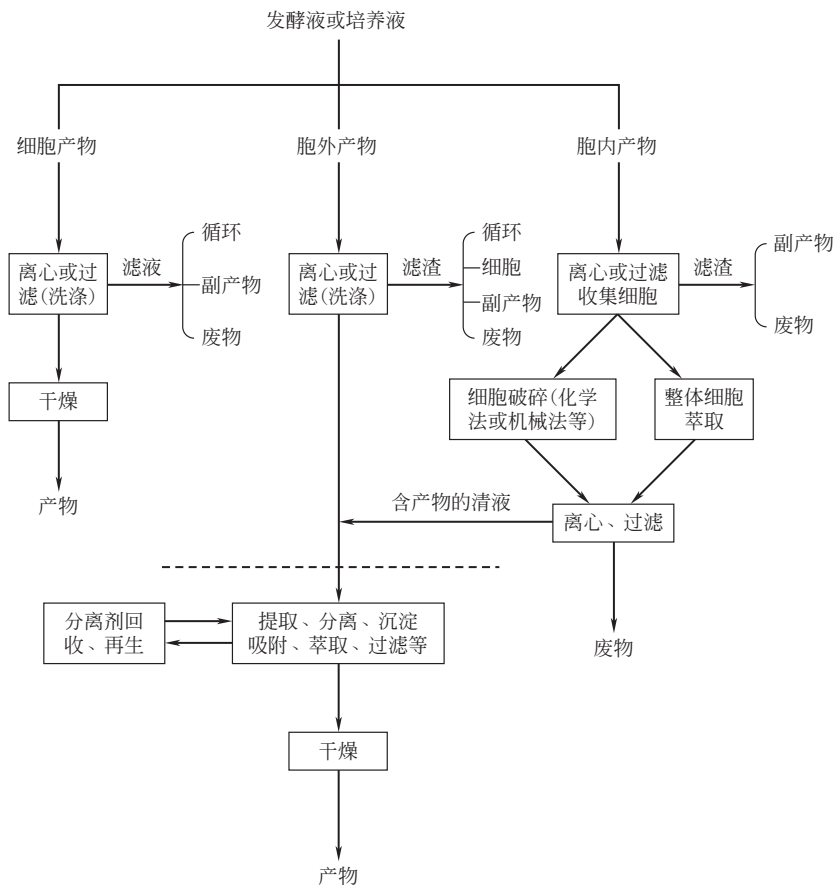 发酵液或培养液
细胞产物
胞外产物
胞内产物
离心或过
滤(洗涤)
滤液
循环
副产物
废物
离心或过
滤(洗涤)
滤渣
循环
细胞
副产物
废物
离心或过滤
收集细胞
滤渣
副产物
废物
干燥
产物
细胞破碎(化学
法或机械法等)
整体细胞
萃取
含产物的清液
离心、过滤
废物
分离剂回
收、再生
提取、分离、沉淀
吸附、萃取、过滤等
干燥
产物